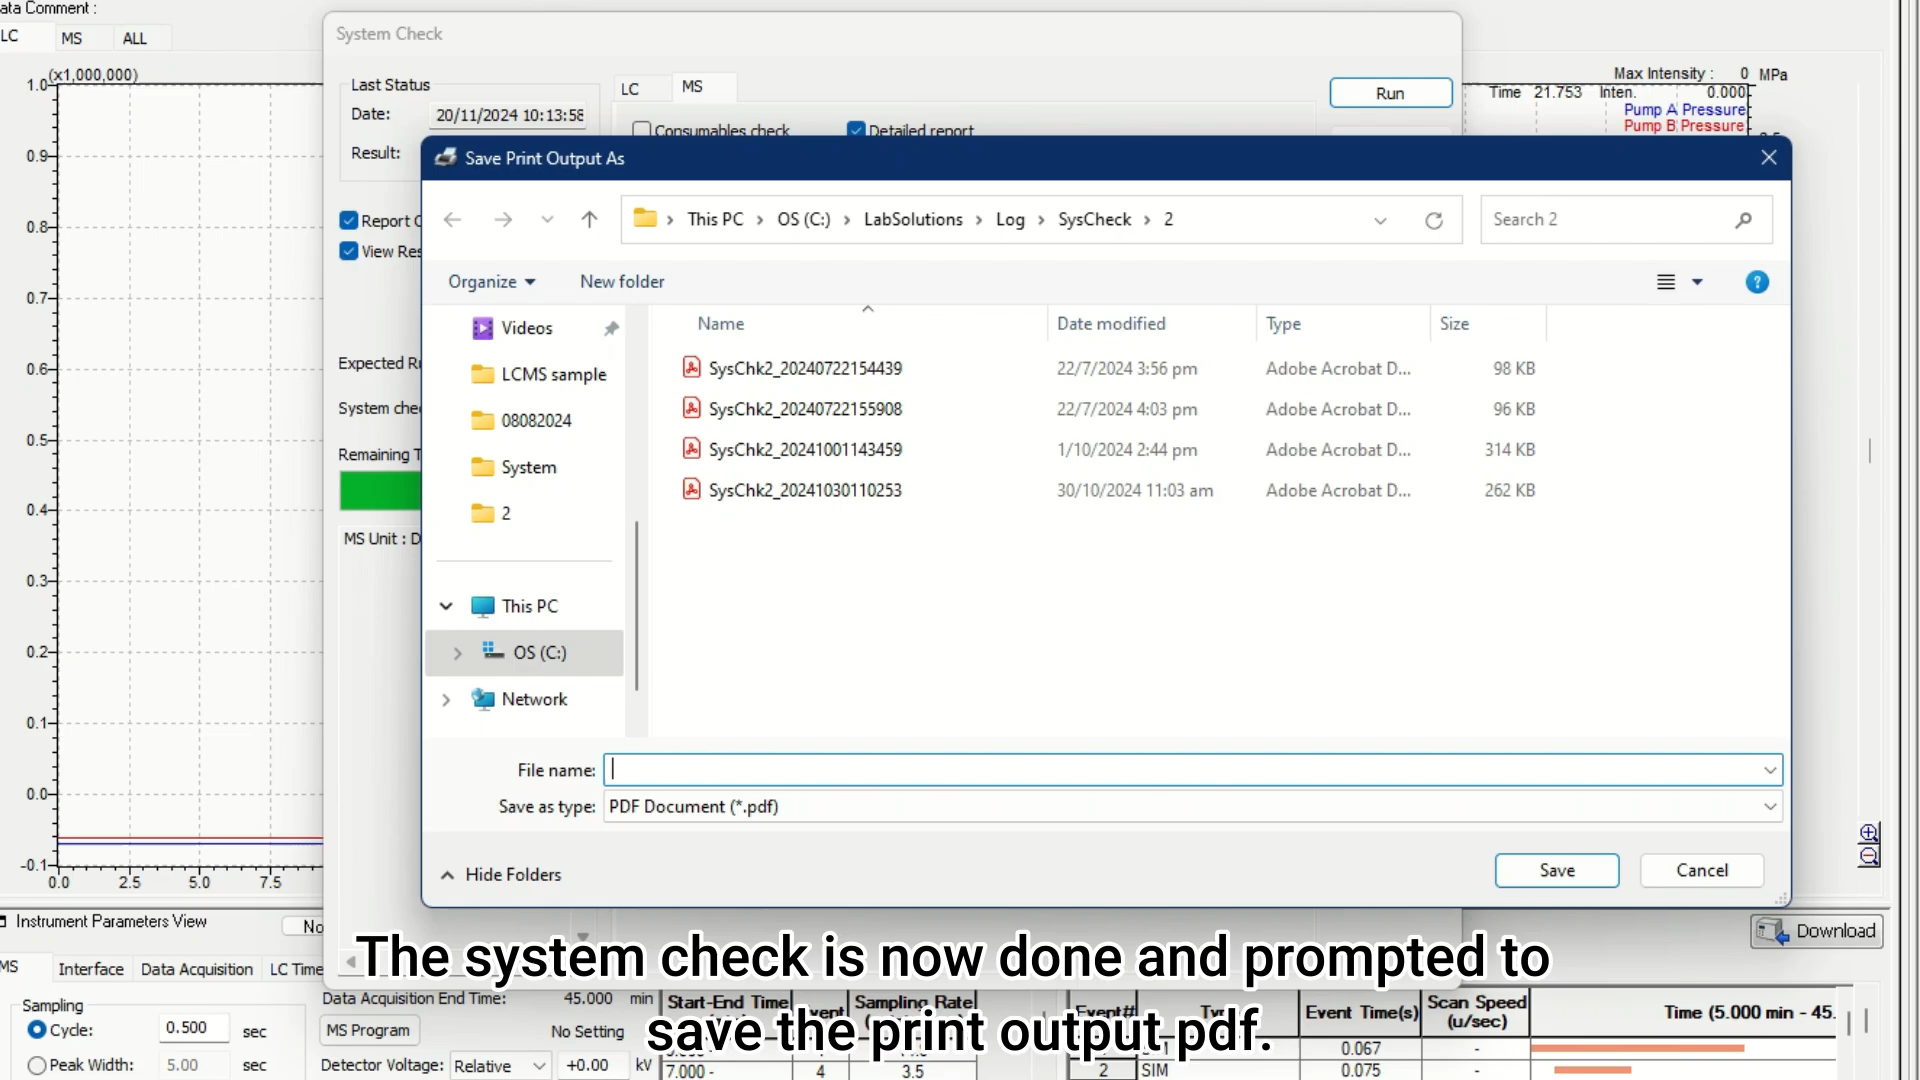 ata Comment :
LC MS ALL
(x1,000,000)
1.0
0.9
0.8
0.7
0.6
0.5
0.4
0.3
0.2
0.1
0.0
-0.1
0.0 2.5 5.0 7.5
System Check
Last Status
Date: 20/11/2024 10:13:58
Result:
LC MS
Consumables check Detailed report
Run
Max Intensity : 0 MPa
Time 21.753 Inten. 0.000
Pump A Pressure
Pump B Pressure
Report
View Res
Expected R
System che
Remaining T
MS Unit : D
Save Print Output As
This PC > OS (C:) > LabSolutions > Log > SysCheck > 2
Search 2
Organize New folder
Videos
LCMS sample
08082024
System
2
This PC
OS (C:)
Network
Name Date modified Type Size
SysChk2_20240722154439 22/7/2024 3:56 pm Adobe Acrobat D... 98 KB
SysChk2_20240722155908 22/7/2024 4:03 pm Adobe Acrobat D... 96 KB
SysChk2_20241001143459 1/10/2024 2:44 pm Adobe Acrobat D... 314 KB
SysChk2_20241030110253 30/10/2024 11:03 am Adobe Acrobat D... 262 KB
File name:
Save as type: PDF Document (*.pdf)
Hide Folders
Save Cancel
Instrument Parameters View No
Download
The system check is now done and prompted to
save the print output pdf.
MS Interface Data Acquisition LC Time
Sampling
Cycle: 0.500 sec
Peak Width: 5.00 sec
Data Acquisition End Time: 45.000 min
MS Program No Setting
Detector Voltage: Relative +0.00 kV
Start-End Time Sampling Rate
7.000 - 4 3.5
Event# Event Time(s) Scan Speed (u/sec) Time (5.000 min - 45.
0.067 -
2 SIM 0.075 -